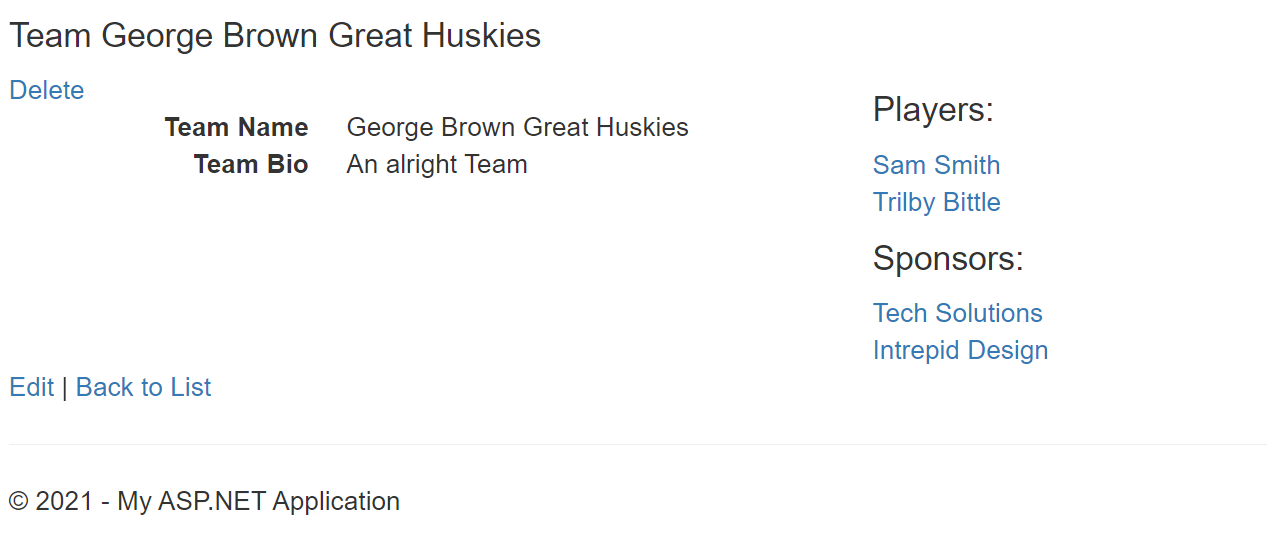 Team George Brown Great Huskies
Delete
Team Name George Brown Great Huskies
Team Bio An alright Team
Players:
Sam Smith
Trilby Bittle
Sponsors:
Tech Solutions
Intrepid Design
Edit | Back to List
© 2021 - My ASP.NET Application